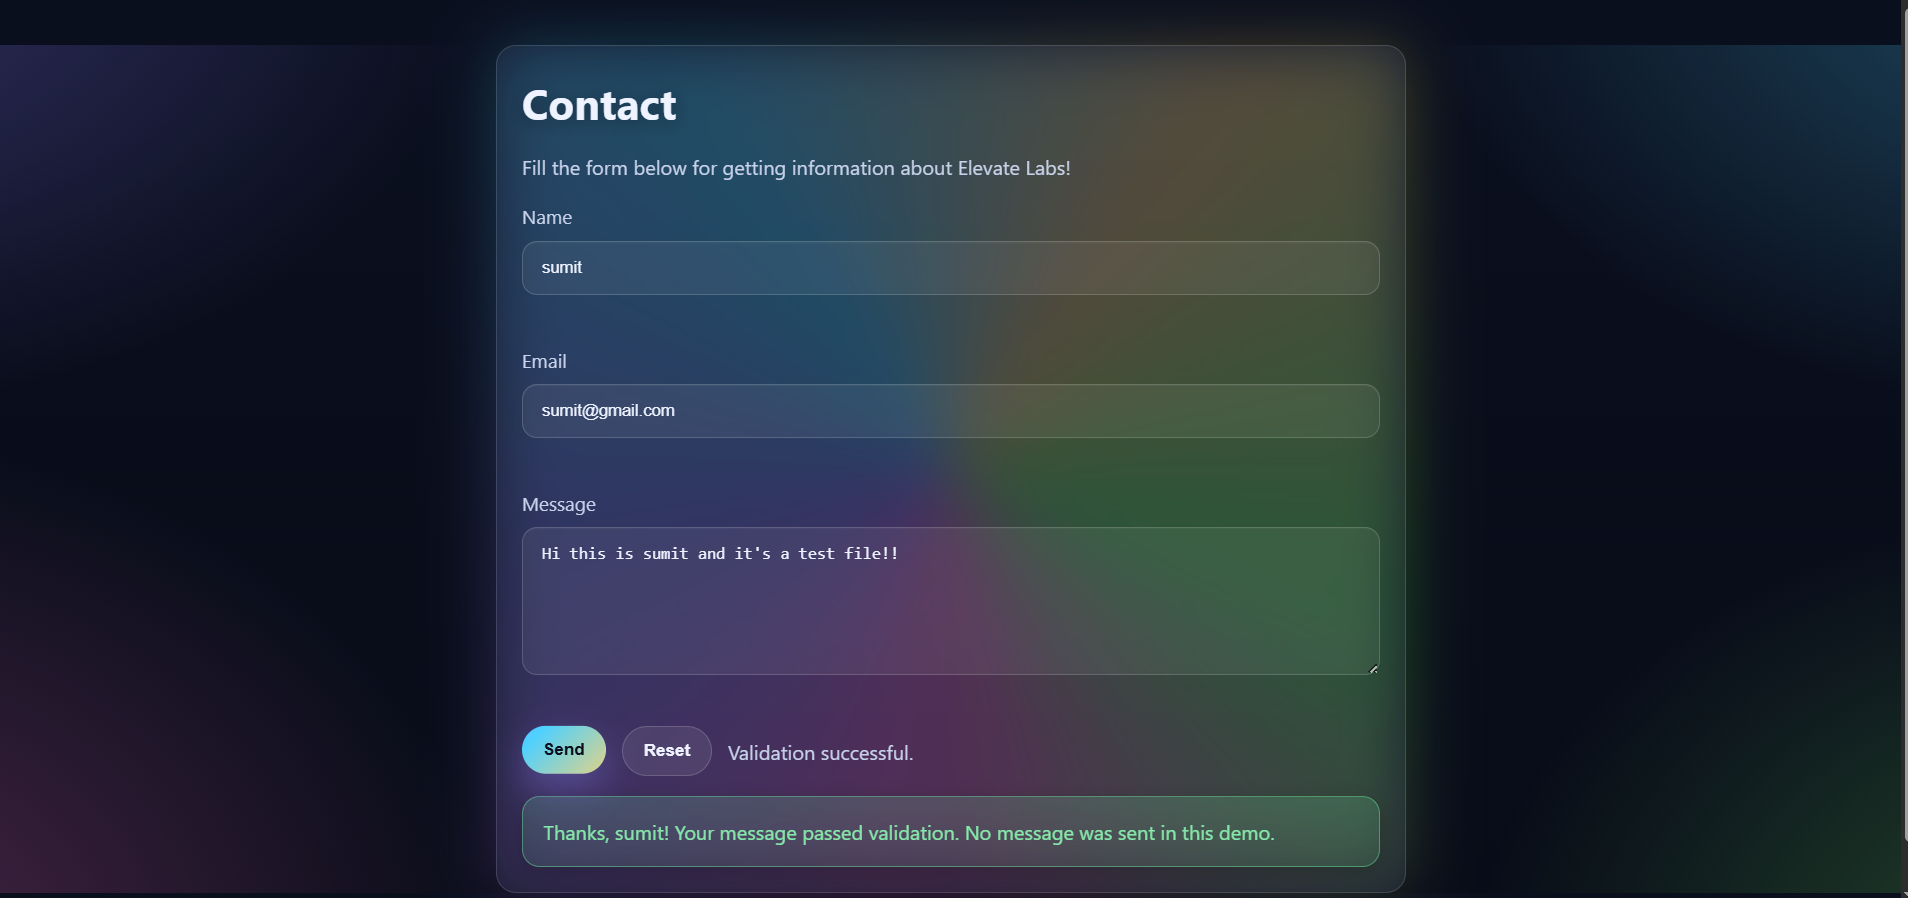 Contact
Fill the form below for getting information about Elevate Labs!
Name
sumit
Email
sumit@gmail.com
Message
Hi this is sumit and it's a test file!!
Send
Reset
Validation successful.
Thanks, sumit! Your message passed validation. No message was sent in this demo.